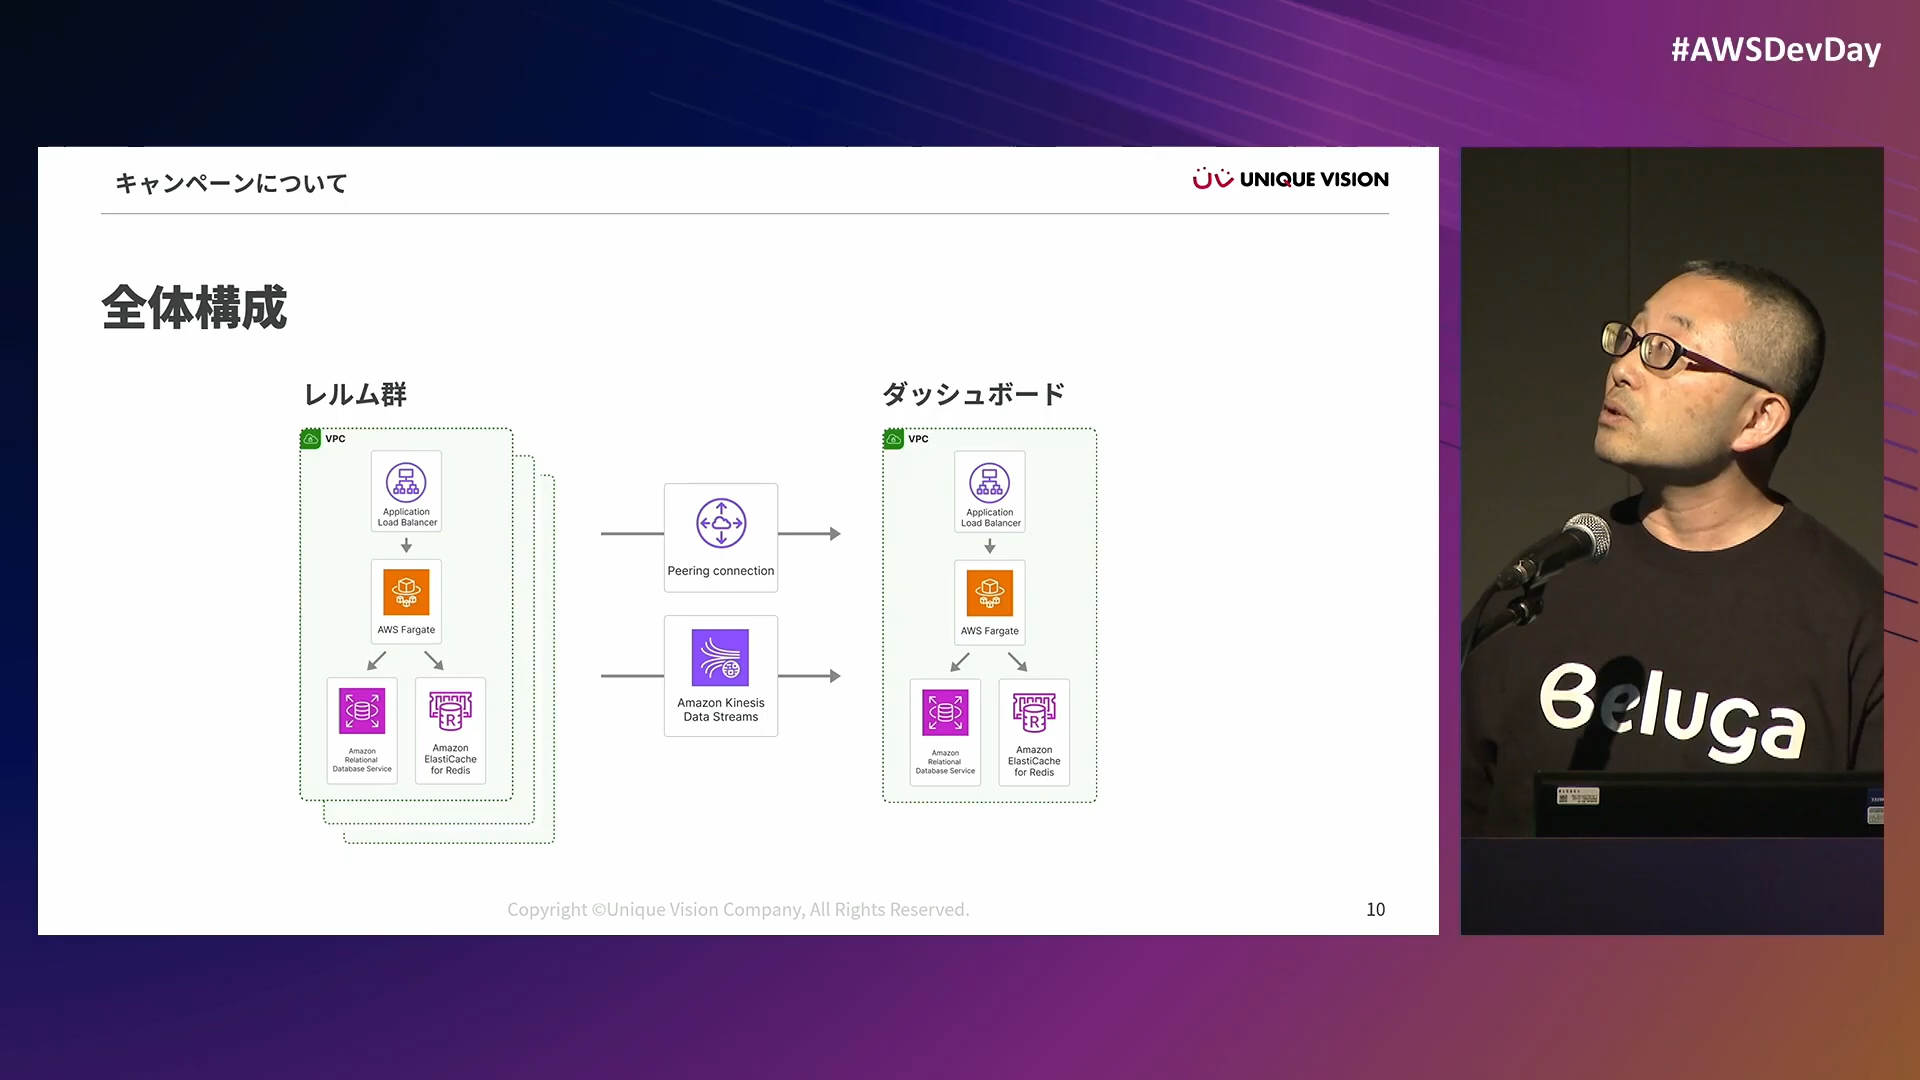 #AWSDevDay
キャンペーンについて
UNIQUE VISION
全体構成
レルム群
VPC
Application
Load Balancer
AWS Fargate
Amazon
Relational
Database Service
Amazon
ElastiCache
for Redis
Peering connection
Amazon Kinesis
Data Streams
ダッシュボード
VPC
Application
Load Balancer
AWS Fargate
Amazon
Relational
Database Service
Amazon
ElastiCache
for Redis
Copyright ©Unique Vision Company, All Rights Reserved.
10
Beluga